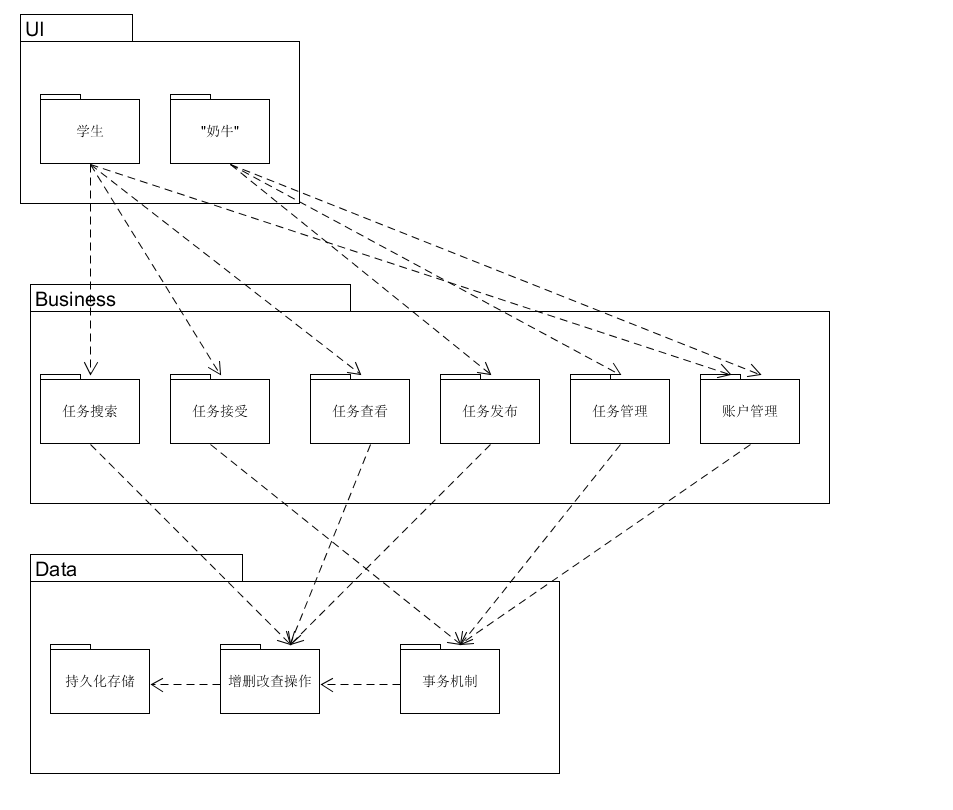 UI
学生
"奶牛"
Business
任务搜索
任务接受
任务查看
任务发布
任务管理
账户管理
Data
持久化存储
增删改查操作
事务机制